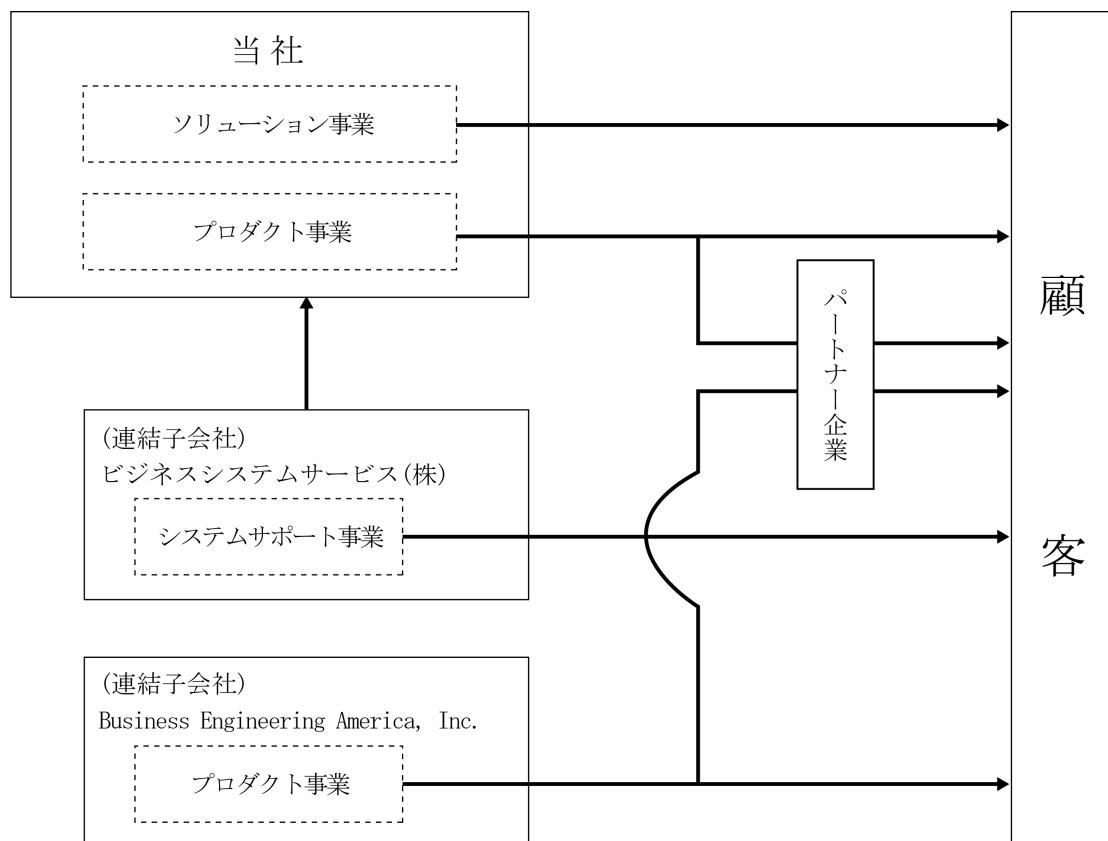 当社
ソリューション事業
プロダクト事業
パートナー企業
顧客
(連結子会社)
ビジネスシステムサービス(株)
システムサポート事業
(連結子会社)
Business Engineering America, Inc.
プロダクト事業